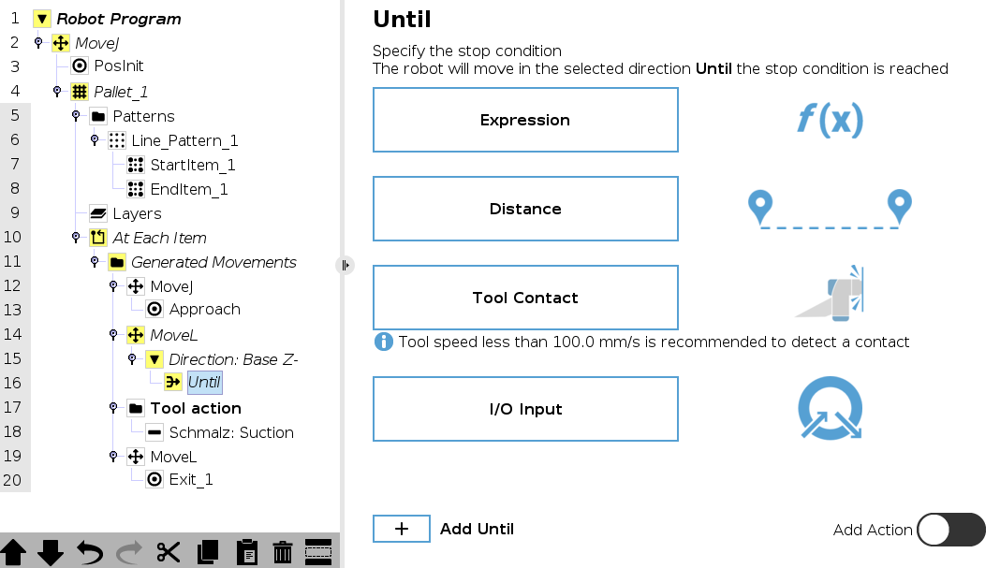 1 Robot Program
2 MoveJ
3 PosInit
4 Pallet_1
5 Patterns
6 Line_Pattern_1
7 StartItem_1
8 EndItem_1
9 Layers
10 At Each Item
11 Generated Movements
12 MoveJ
13 Approach
14 MoveL
15 Direction: Base Z-
16 Until
17 Tool action
18 Schmalz: Suction
19 MoveL
20 Exit_1
Until
Specify the stop condition
The robot will move in the selected direction Until the stop condition is reached
Expression
f(x)
Distance
Tool Contact
Tool speed less than 100.0 mm/s is recommended to detect a contact
I/O Input
+ Add Until
Add Action